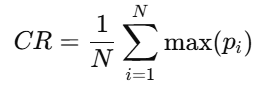 CR = \frac{1}{N} \sum_{i=1}^{N} \max(p_i)